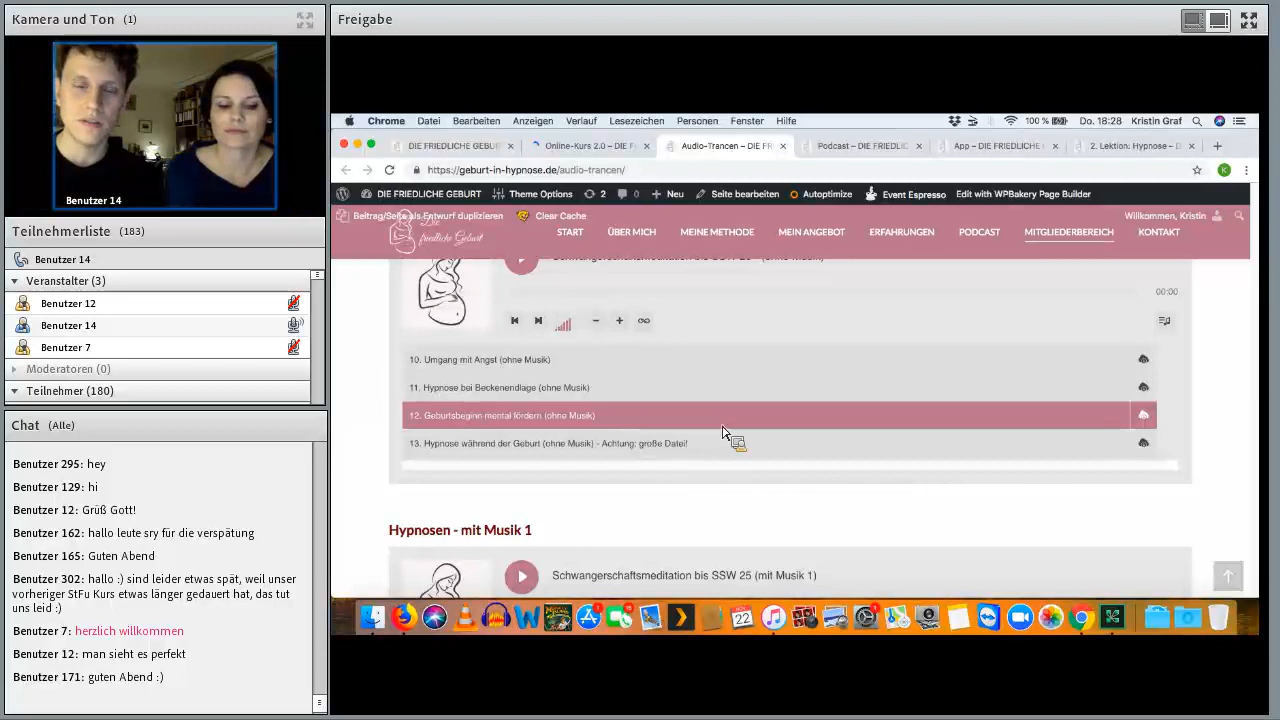 Kamera und Ton (1)
Benutzer 14
Teilnehmerliste (183)
Benutzer 14
Veranstalter (3)
Benutzer 12
Benutzer 14
Benutzer 7
Moderatoren (0)
Teilnehmer (180)
Chat (Alle)
Benutzer 295: hey
Benutzer 129: hi
Benutzer 12: Grüß Gott!
Benutzer 162: hallo leute sry für die verspätung
Benutzer 165: Guten Abend
Benutzer 302: hallo :) sind leider etwas spät, weil unser
vorheriger StFu Kurs etwas länger gedauert hat, das tut
uns leid :)
Benutzer 7: herzlich willkommen
Benutzer 12: man sieht es perfekt
Benutzer 171: guten Abend :)
Freigabe
Chrome Datei Bearbeiten Anzeigen Verlauf Lesezeichen Personen Fenster Hilfe 100 % Do. 18:28 Kristin Graf
DIE FRIEDLICHE GEBUR Online-Kurs 2.0 – DIE F Audio-Trancen – DIE FR Podcast – DIE FRIEDLIC App – DIE FRIEDLICHE 2. Lektion: Hypnose – D
https://geburt-in-hypnose.de/audio-trancen/
DIE FRIEDLICHE GEBURT Theme Options 2 0 Neu Seite bearbeiten Autoptimize Event Espresso Edit with WPBakery Page Builder
Beitrag/Seite als Entwurf duplizieren Clear Cache Willkommen, Kristin
Die friedliche Geburt
START ÜBER MICH MEINE METHODE MEIN ANGEBOT ERFAHRUNGEN PODCAST MITGLIEDERBEREICH KONTAKT
Schwangerschaftsmeditation bis SSW 25 (ohne Musik)
00:00
10. Umgang mit Angst (ohne Musik)
11. Hypnose bei Beckenendlage (ohne Musik)
12. Geburtsbeginn mental fördern (ohne Musik)
13. Hypnose während der Geburt (ohne Musik) - Achtung: große Datei!
Hypnosen - mit Musik 1
Schwangerschaftsmeditation bis SSW 25 (mit Musik 1)